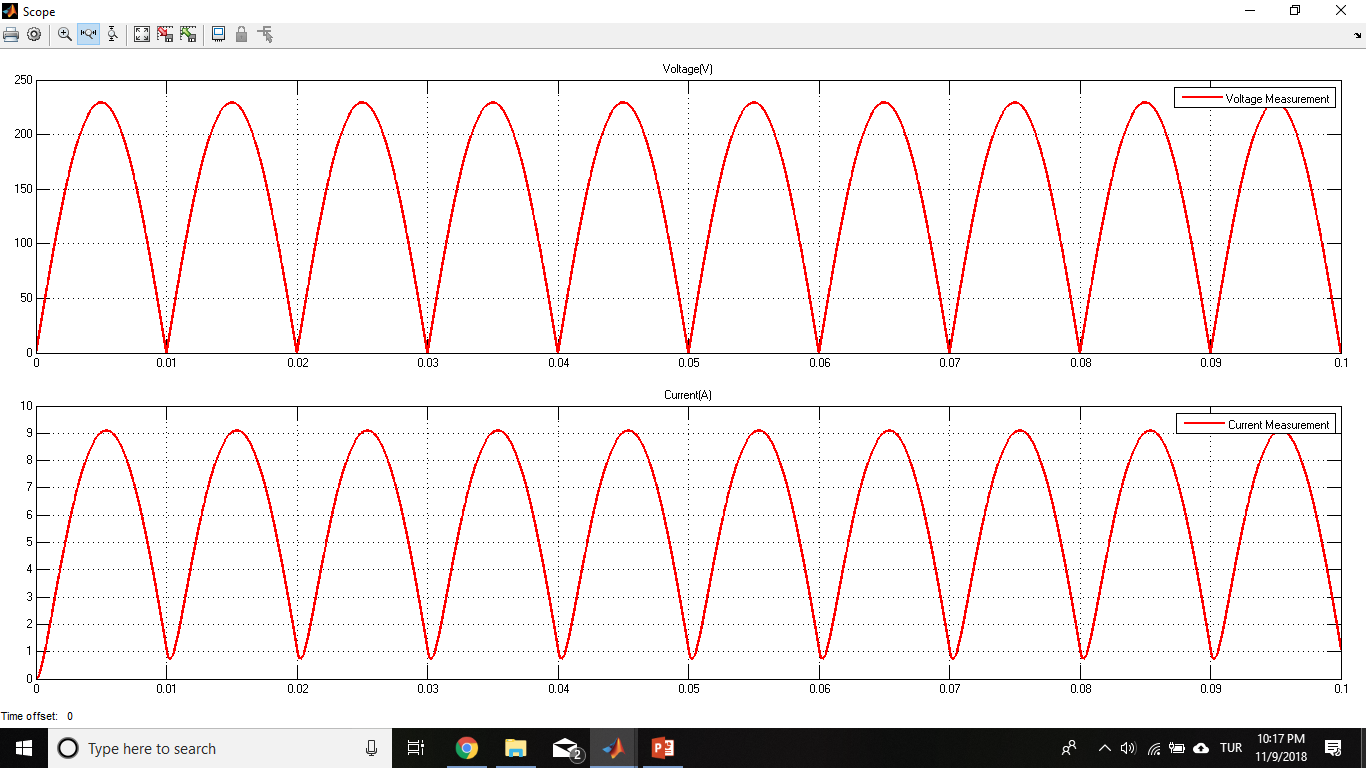 Scope
Voltage(V)
250
200
150
100
50
0
Voltage Measurement
0 0.01 0.02 0.03 0.04 0.05 0.06 0.07 0.08 0.09 0.1
Current(A)
10
9
8
7
6
5
4
3
2
1
0
Current Measurement
0 0.01 0.02 0.03 0.04 0.05 0.06 0.07 0.08 0.09 0.1
Time offset: 0
Type here to search
2
TUR
10:17 PM
11/9/2018